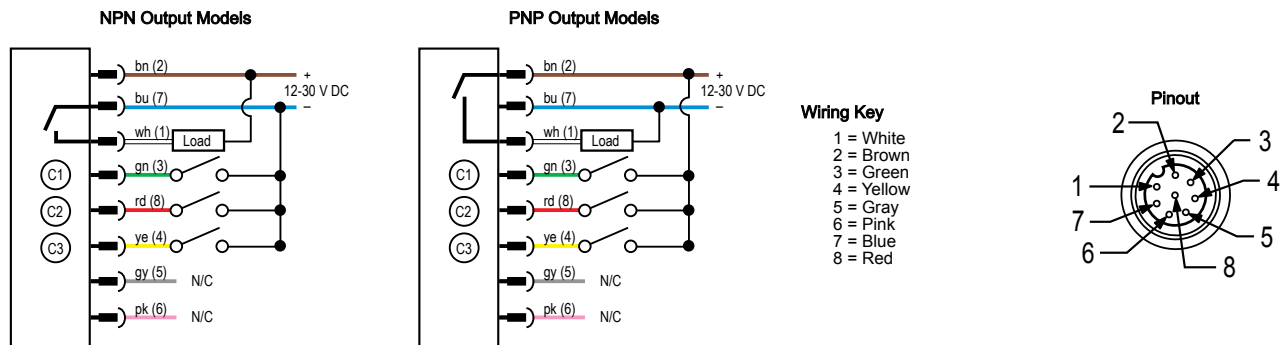 NPN Output Models
bn (2)
+
12-30 V DC
bu (7)
–
wh (1)
Load
C1
gn (3)
C2
rd (8)
C3
ye (4)
gy (5)
N/C
pk (6)
N/C
PNP Output Models
bn (2)
+
12-30 V DC
bu (7)
–
wh (1)
Load
C1
gn (3)
C2
rd (8)
C3
ye (4)
gy (5)
N/C
pk (6)
N/C
Wiring Key
1 = White
2 = Brown
3 = Green
4 = Yellow
5 = Gray
6 = Pink
7 = Blue
8 = Red
Pinout
2
3
1
4
7
5
6
8